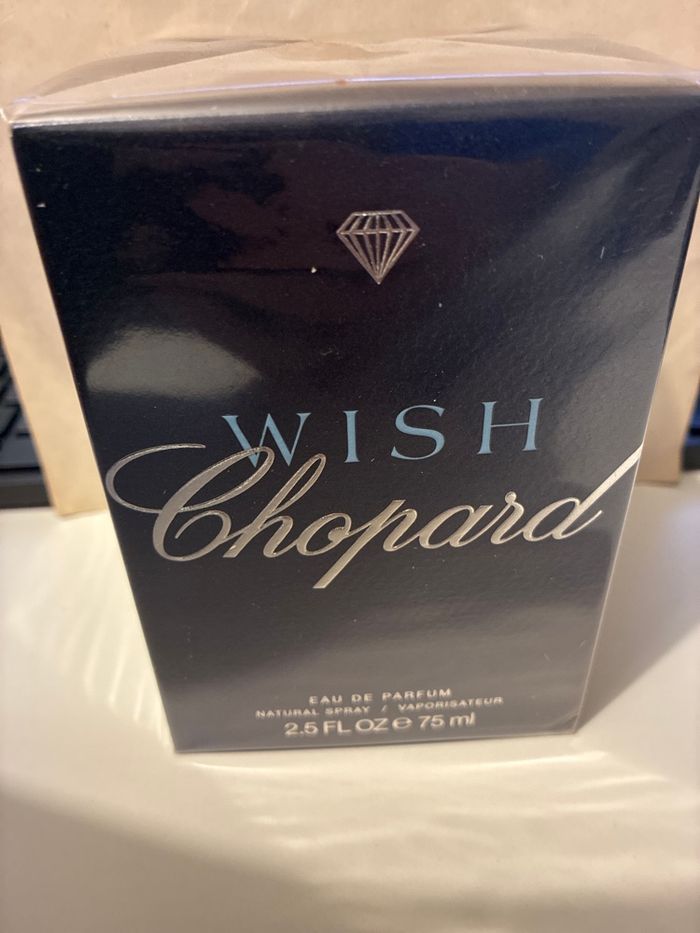 WISH
Chopard
EAU DE PARFUM
NATURAL SPRAY / VAPORISATEUR
2.5 FL OZ ℮ 75 ml